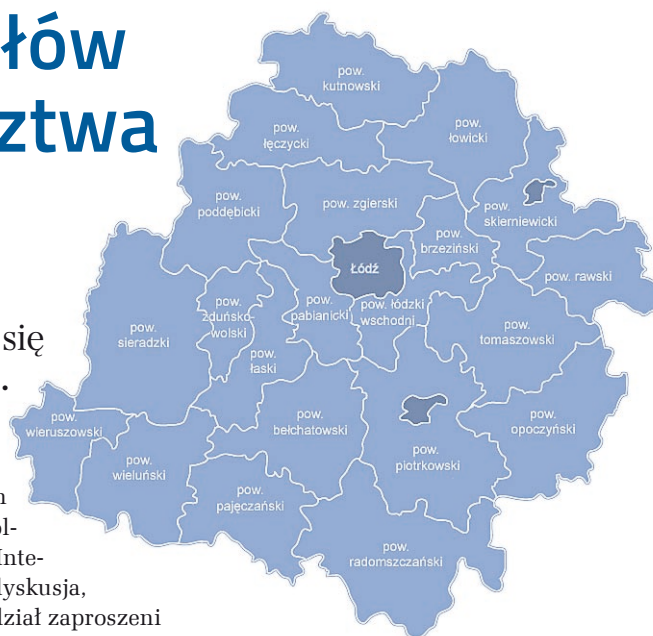 łów
ztwa
się
.
n
ol-
Inte-
dyskusja,
dział zaproszeni
pow.
kutnowski
pow.
łęczycki
pow.
łowicki
pow.
poddębicki
pow. zgierski
pow.
skierniewicki
pow.
brzeziński
Łódź
pow. rawski
pow.
sieradzki
pow.
zduńsko-
wolski
pow.
pabianicki
pow. łódzki
wschodni
pow.
tomaszowski
pow.
łaski
pow.
wieruszowski
pow.
bełchatowski
pow.
opoczyński
pow.
wieluński
pow.
piotrkowski
pow.
pajęczański
pow.
radomszczański